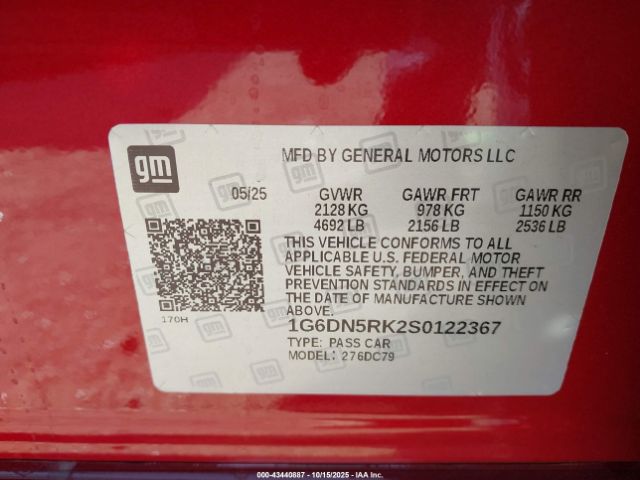 gm
MFD BY GENERAL MOTORS LLC
05/25 GVWR GAWR FRT GAWR RR
2128 KG 978 KG 1150 KG
4692 LB 2156 LB 2536 LB
THIS VEHICLE CONFORMS TO ALL
APPLICABLE U.S. FEDERAL MOTOR
VEHICLE SAFETY, BUMPER, AND THEFT
PREVENTION STANDARDS IN EFFECT ON
THE DATE OF MANUFACTURE SHOWN
ABOVE.
170H
1G6DN5RK2S0122367
TYPE: PASS CAR
MODEL: 276DC79
000-43440887 - 10/15/2025 - IAA Inc.